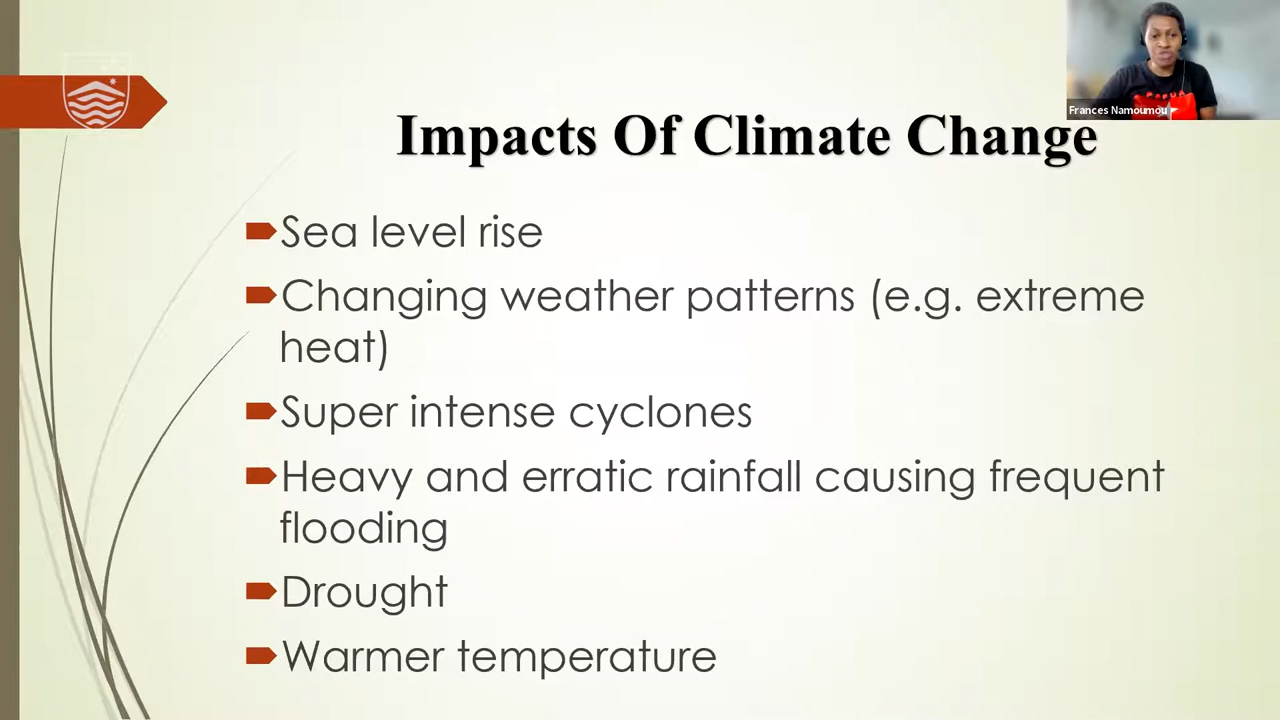 Frances Namoumou
Impacts Of Climate Change
Sea level rise
Changing weather patterns (e.g. extreme
heat)
Super intense cyclones
Heavy and erratic rainfall causing frequent
flooding
Drought
Warmer temperature